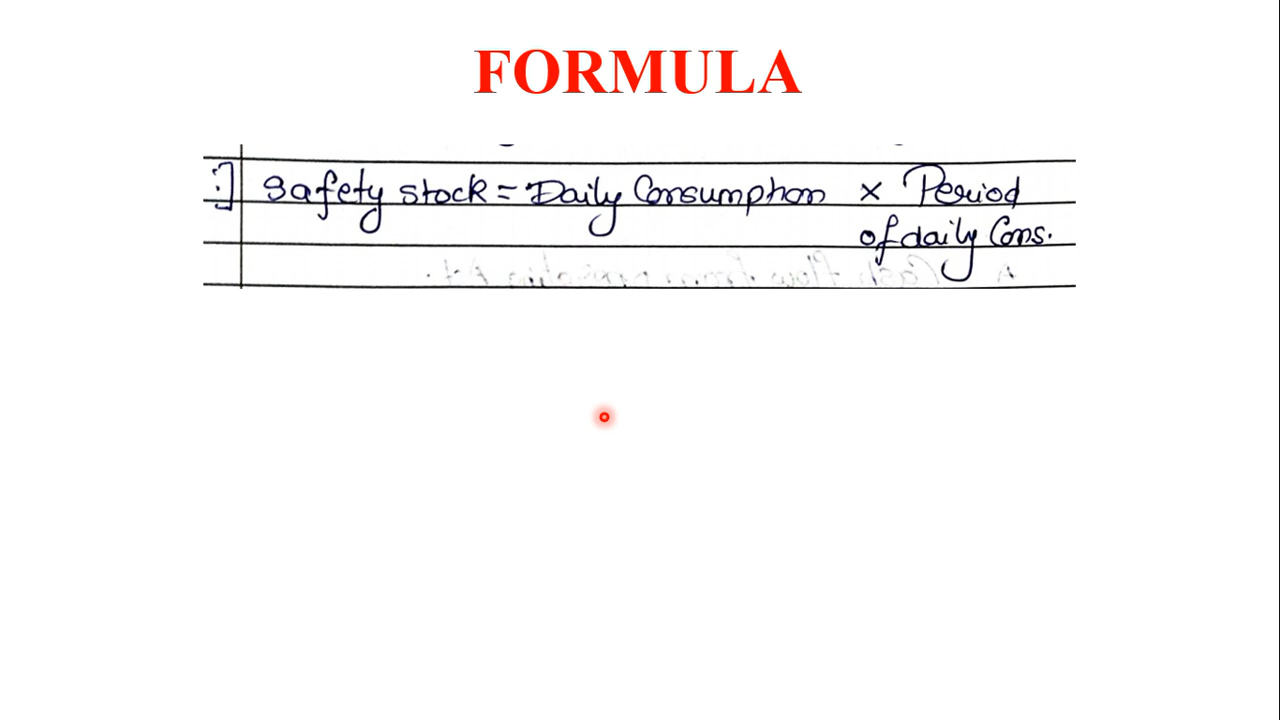 FORMULA
:] Safety stock = Daily Consumption × Period
of daily Cons.